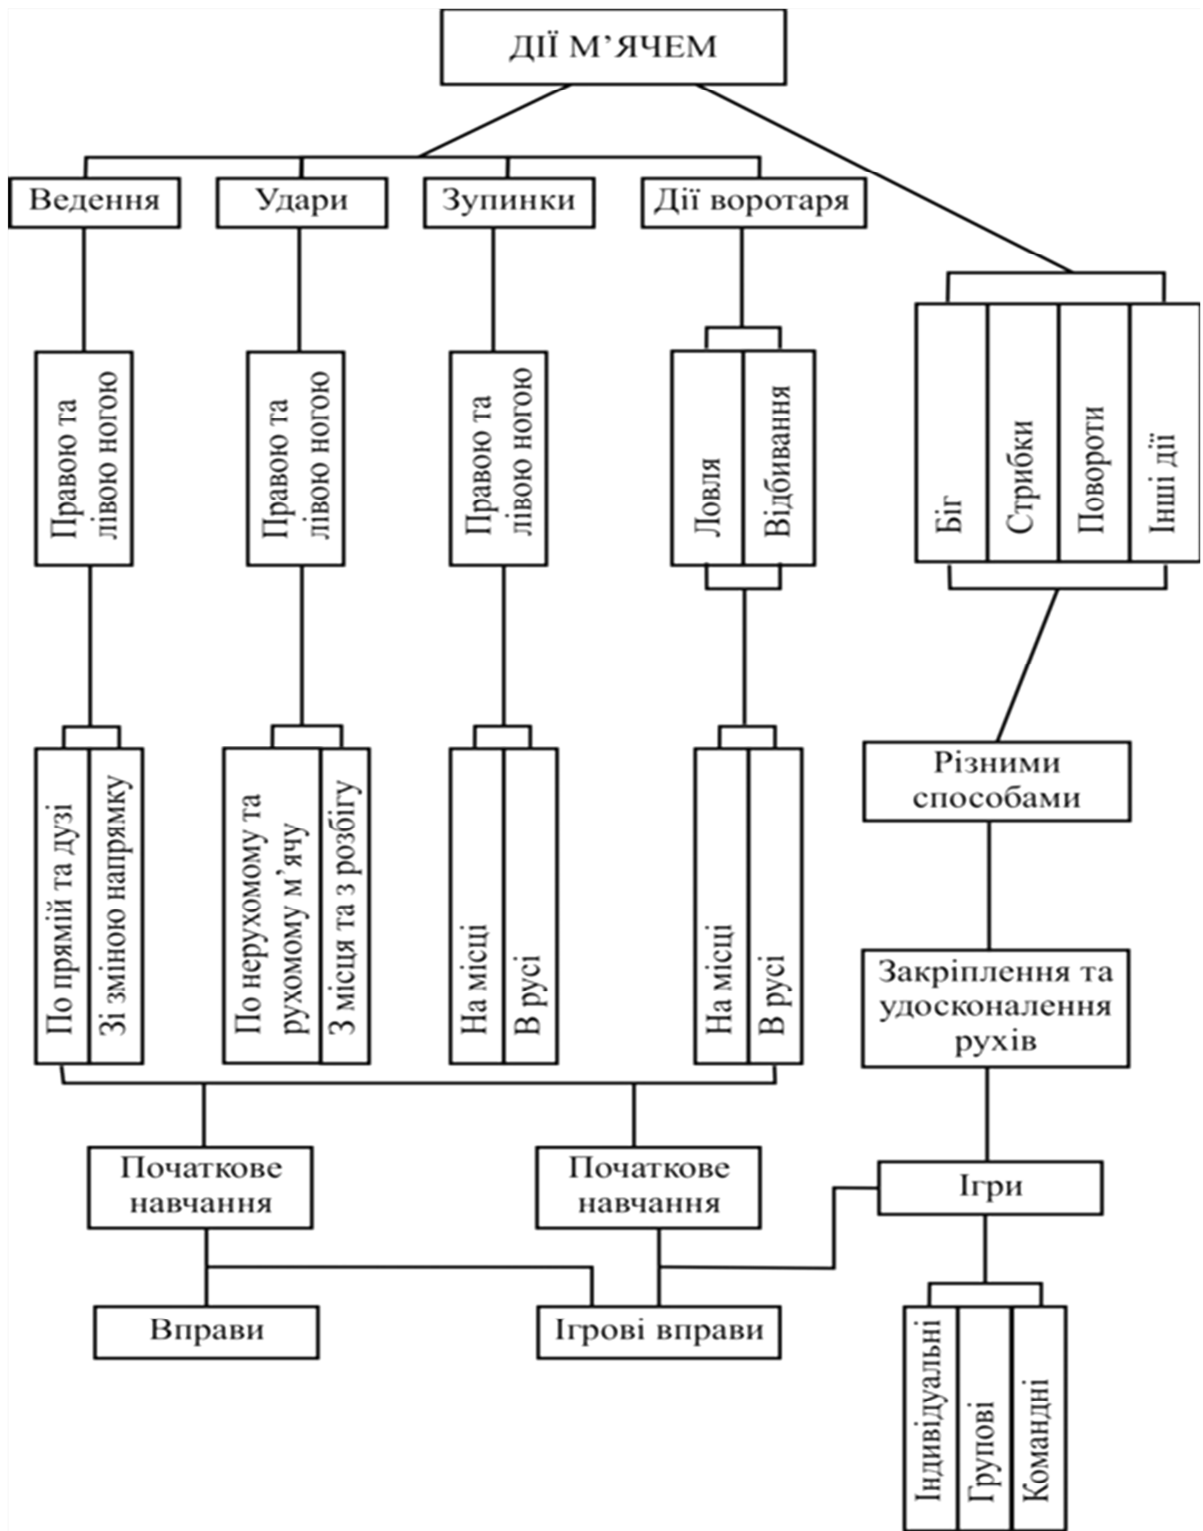 ДІЇ М’ЯЧЕМ
Ведення
Удари
Зупинки
Дії воротаря
Правою та
лівою ногою
Правою та
лівою ногою
Правою та
лівою ногою
Ловля
Відбивання
Біг
Стрибки
Повороти
Інші дії
По прямій та дузі
Зі зміною напрямку
По нерухомому та
рухомому м’ячу
З місця та з розбігу
На місці
В русі
На місці
В русі
Різними
способами
Закріплення та
удосконалення
рухів
Початкове
навчання
Початкове
навчання
Ігри
Вправи
Ігрові вправи
Індивідуальні
Групові
Командні